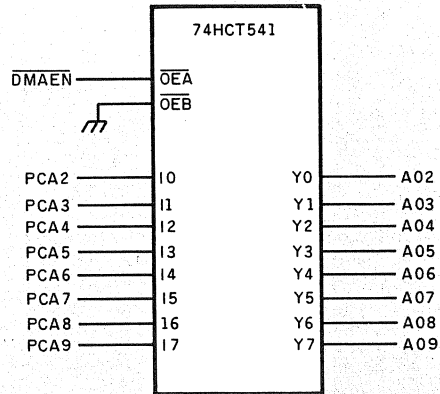 74HCT541
DMAEN OEA
OEB
PCA2 I0 Y0 A02
PCA3 I1 Y1 A03
PCA4 I2 Y2 A04
PCA5 I3 Y3 A05
PCA6 I4 Y4 A06
PCA7 I5 Y5 A07
PCA8 I6 Y6 A08
PCA9 I7 Y7 A09